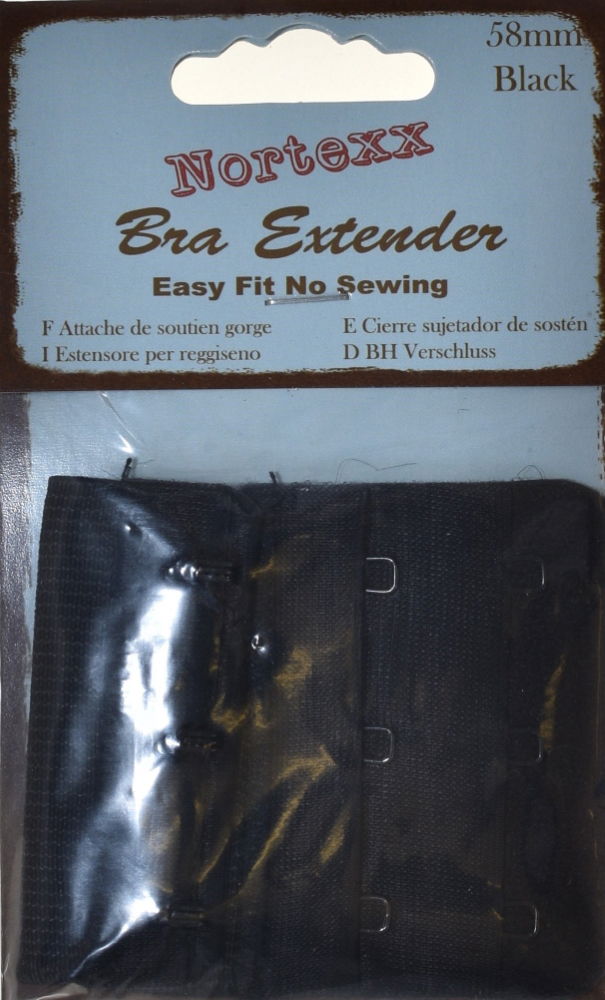 58mm
Black
Nortexx
Bra Extender
Easy Fit No Sewing
F Attache de soutien gorge
E Cierre sujetador de sostén
I Estensore per reggiseno
D BH Verschluss